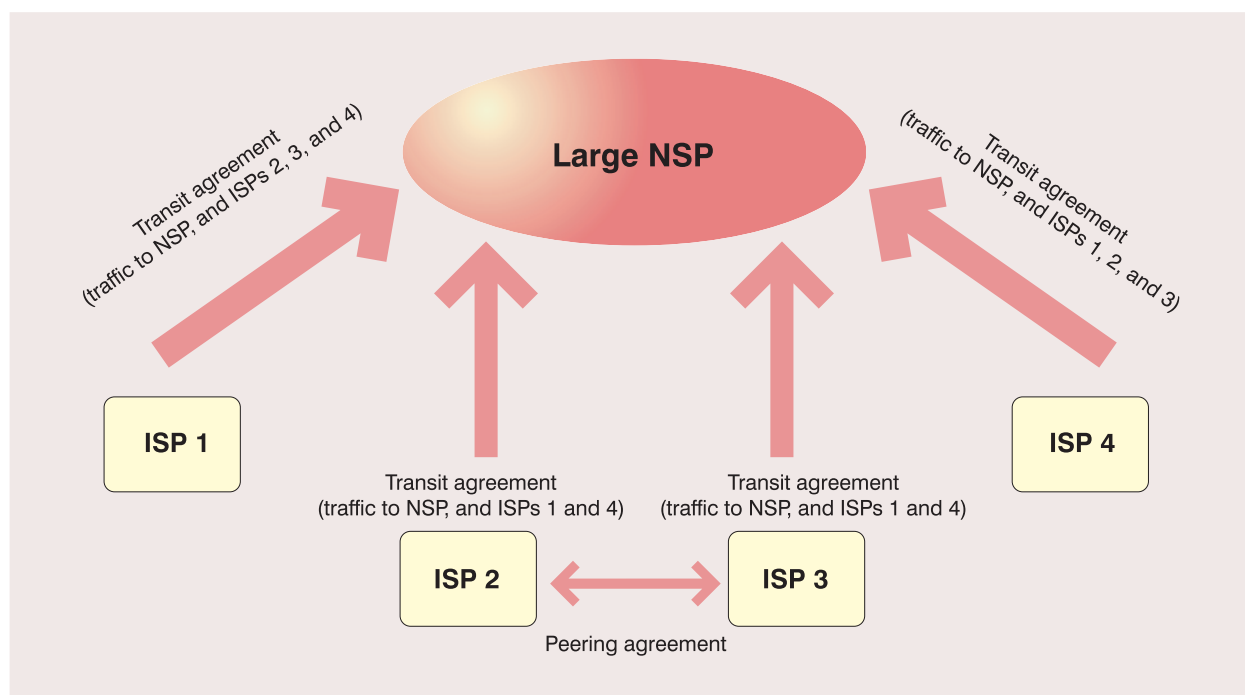 Large NSP
Transit agreement
(traffic to NSP, and ISPs 2, 3, and 4)
Transit agreement
(traffic to NSP, and ISPs 1, 2, and 3)
ISP 1
ISP 4
Transit agreement
(traffic to NSP, and ISPs 1 and 4)
Transit agreement
(traffic to NSP, and ISPs 1 and 4)
ISP 2
ISP 3
Peering agreement